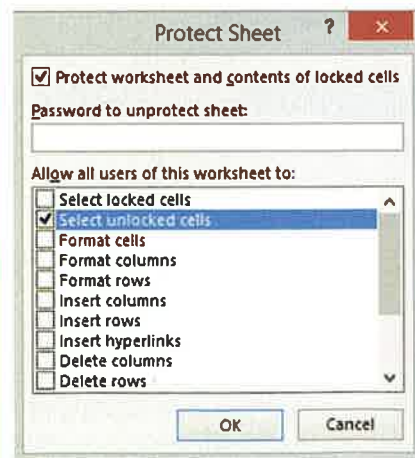 Protect Sheet ? ×
Protect worksheet and contents of locked cells
Password to unprotect sheet:
Allow all users of this worksheet to:
Select locked cells
Select unlocked cells
Format cells
Format columns
Format rows
Insert columns
Insert rows
Insert hyperlinks
Delete columns
Delete rows
OK Cancel